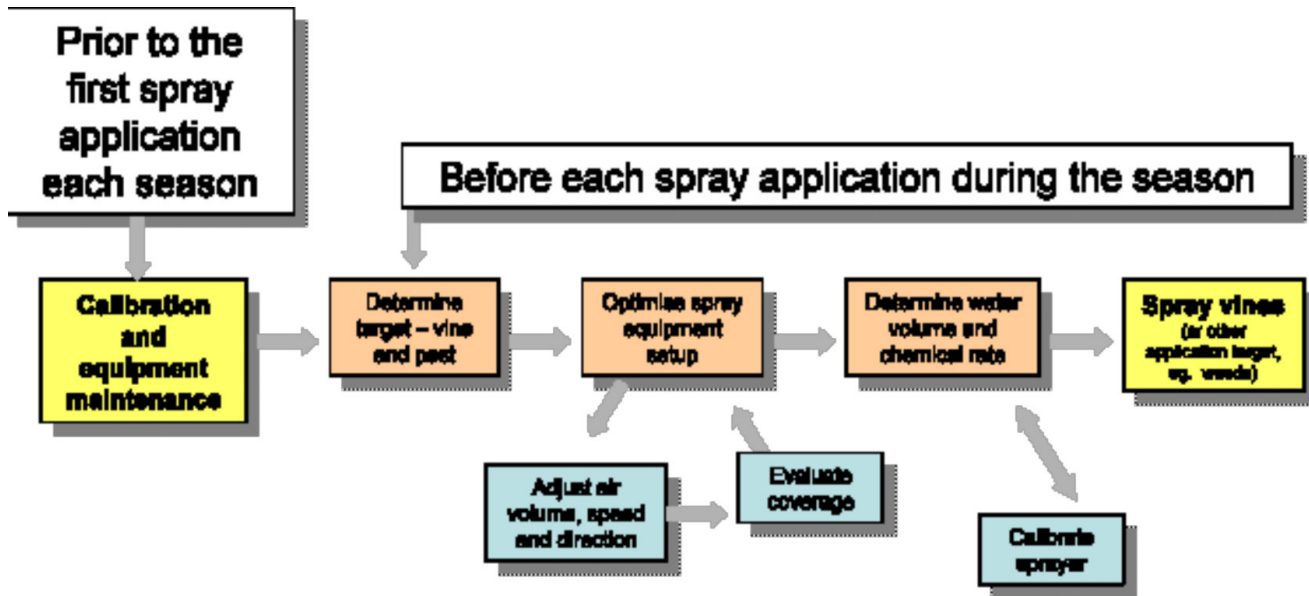 Prior to the
first spray
application
each season
Before each spray application during the season
Calibration
and
equipment
maintenance
Determine
target – vine
and pest
Optimise spray
equipment
setup
Determine water
volume and
chemical rate
Spray vines
(or other
application target,
eg. weeds)
Adjust air
volume, speed
and direction
Evaluate
coverage
Calibrate
sprayer